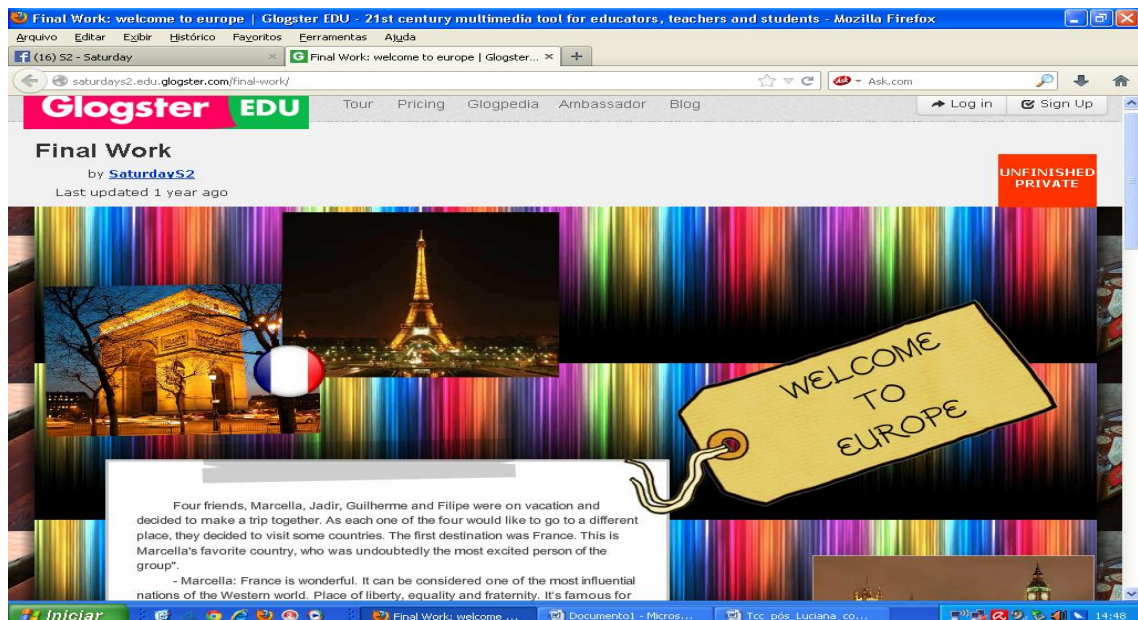 Final Work: welcome to europe | Glogster EDU - 21st century multimedia tool for educators, teachers and students - Mozilla Firefox
Arquivo Editar Exibir Histórico Favoritos Ferramentas Ajuda
(16) S2 - Saturday
Final Work: welcome to europe | Glogster...
saturdays2.edu.glogster.com/final-work/
Ask.com
Glogster EDU
Tour Pricing Glogpedia Ambassador Blog
Log in Sign Up
Final Work
by SaturdayS2
Last updated 1 year ago
UNFINISHED
PRIVATE
WELCOME
TO
EUROPE
Four friends, Marcella, Jadir, Guilherme and Filipe were on vacation and
decided to make a trip together. As each one of the four would like to go to a different
place, they decided to visit some countries. The first destination was France. This is
Marcella's favorite country, who was undoubtedly the most excited person of the
group".
- Marcella: France is wonderful. It can be considered one of the most influential
nations of the Western world. Place of liberty, equality and fraternity. It's famous for
Iniciar
Final Work: welcome ...
Documento1 - Micros...
Tcc pós Luciana co...
14:48